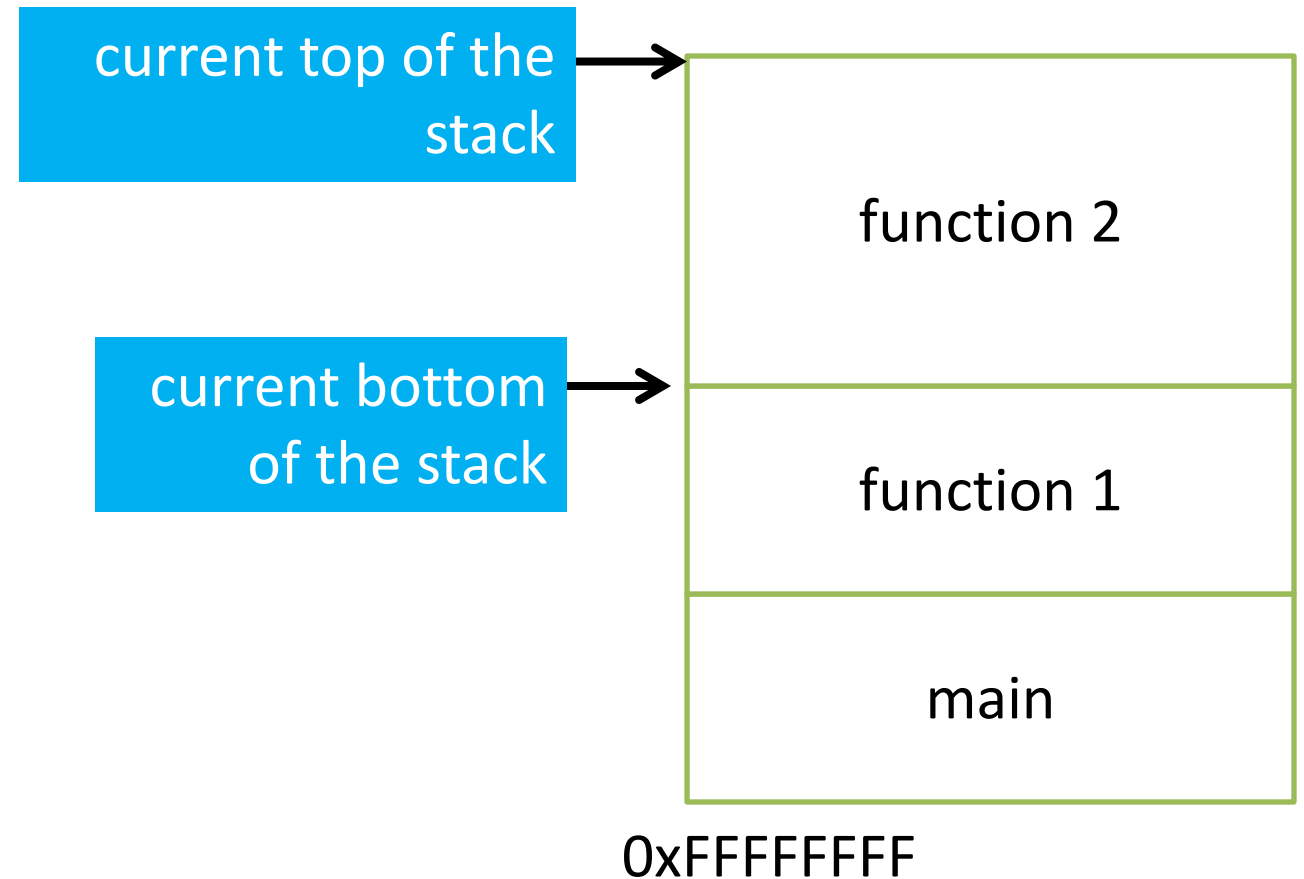 current top of the
stack
function 2
current bottom
of the stack
function 1
main
0xFFFFFFFF